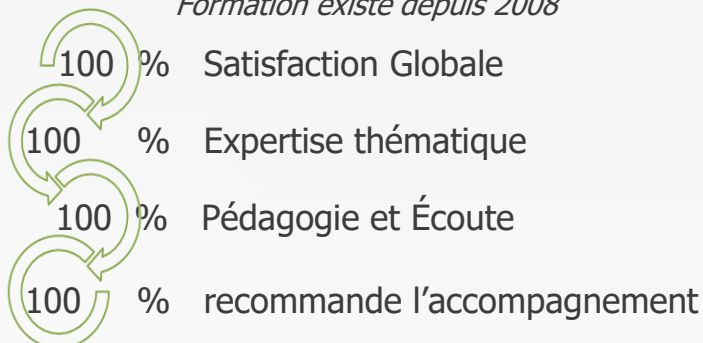 Formation existe depuis 2008
100 % Satisfaction Globale
100 % Expertise thématique
100 % Pédagogie et Écoute
100 % recommande l’accompagnement